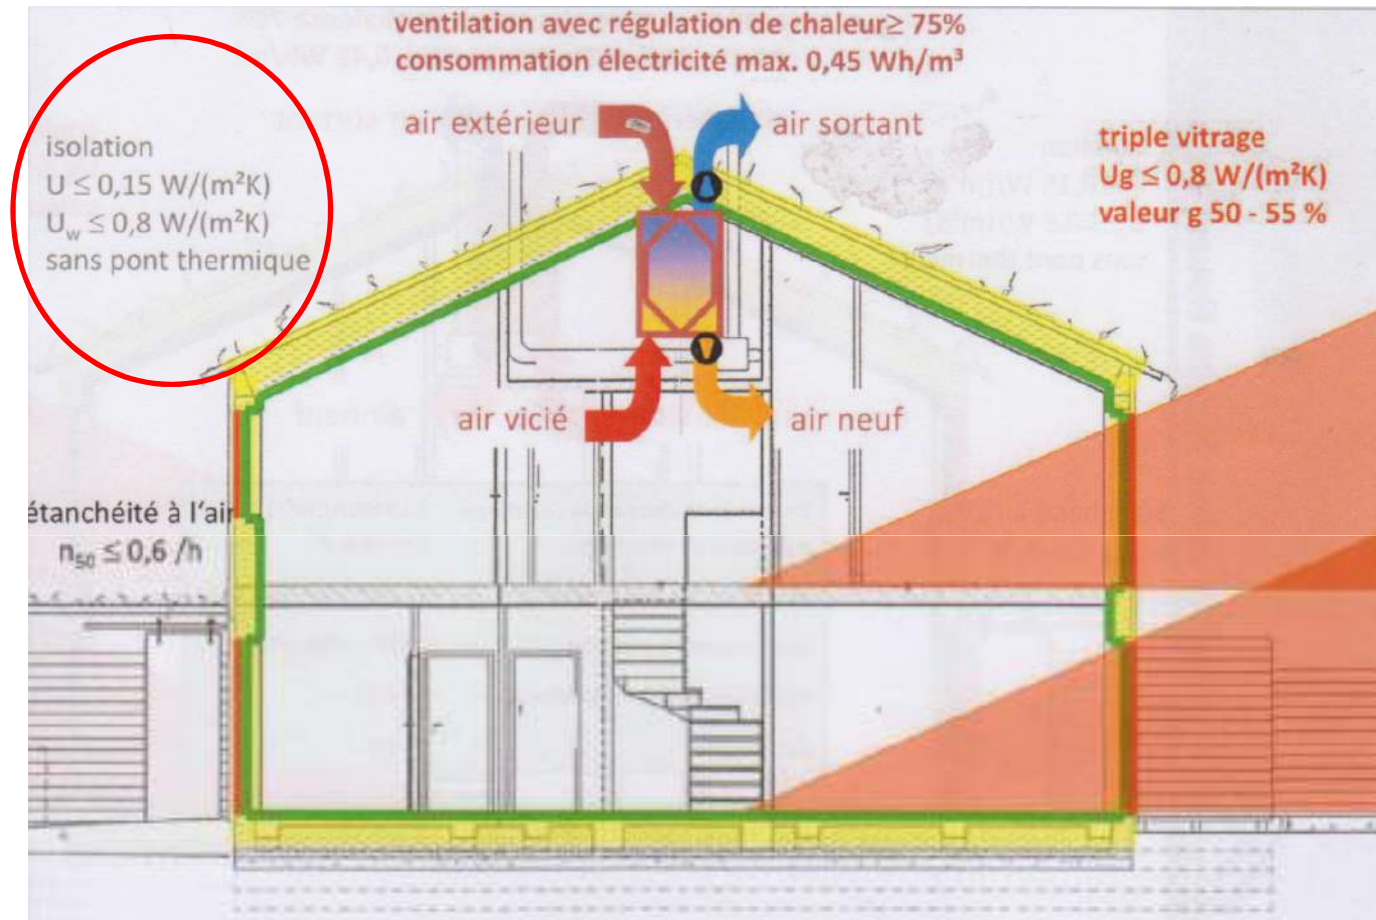 ventilation avec régulation de chaleur≥ 75%
consommation électricité max. 0,45 Wh/m³
air extérieur
air sortant
isolation
U ≤ 0,15 W/(m²K)
U_w ≤ 0,8 W/(m²K)
sans pont thermique
triple vitrage
Ug ≤ 0,8 W/(m²K)
valeur g 50 - 55 %
air vicié
air neuf
étanchéité à l'air
n₅₀ ≤ 0,6 /h